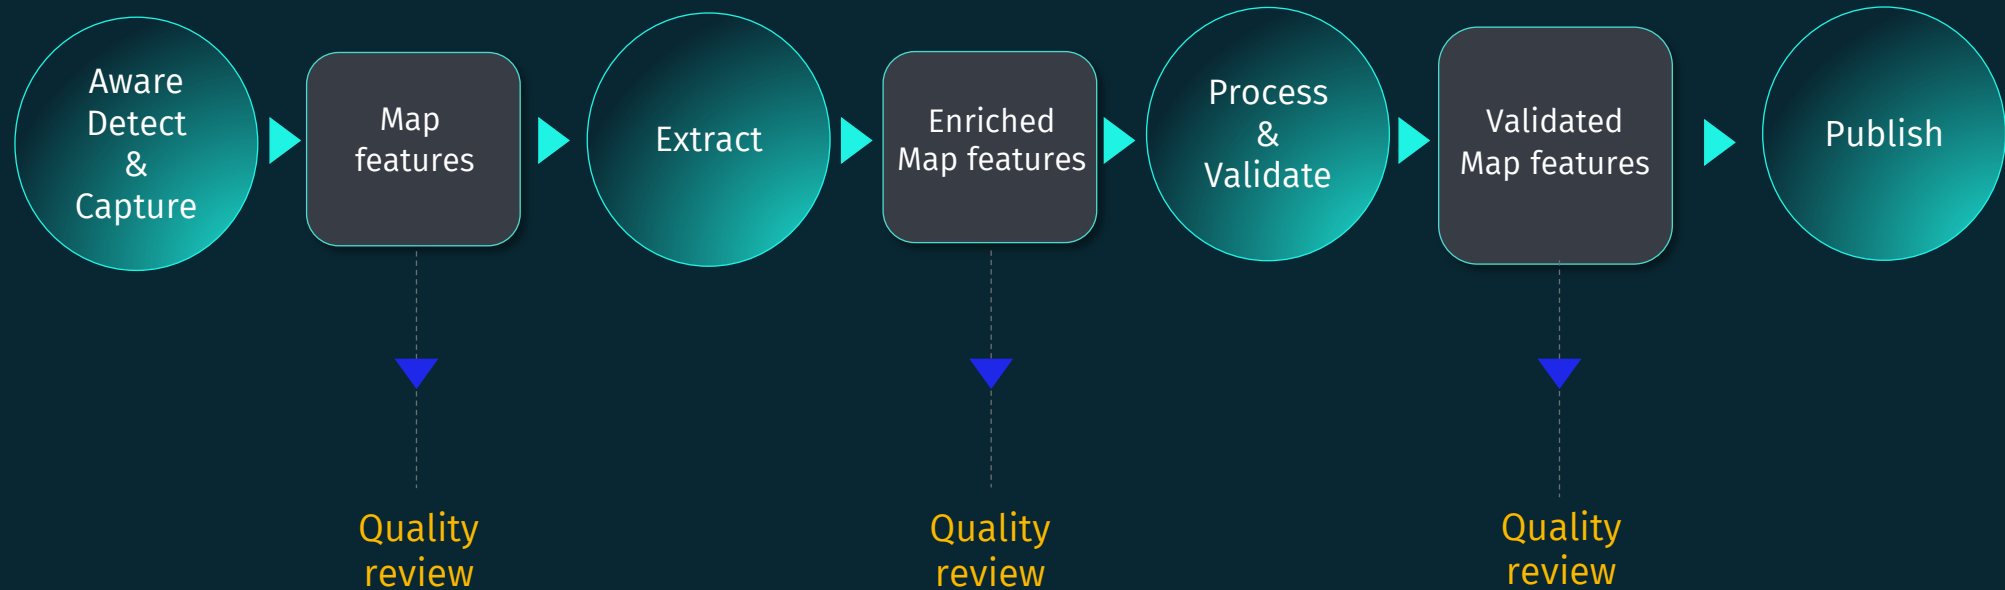 Aware
Detect
&
Capture
Map
features
Extract
Enriched
Map features
Process
&
Validate
Validated
Map features
Publish
Quality
review
Quality
review
Quality
review